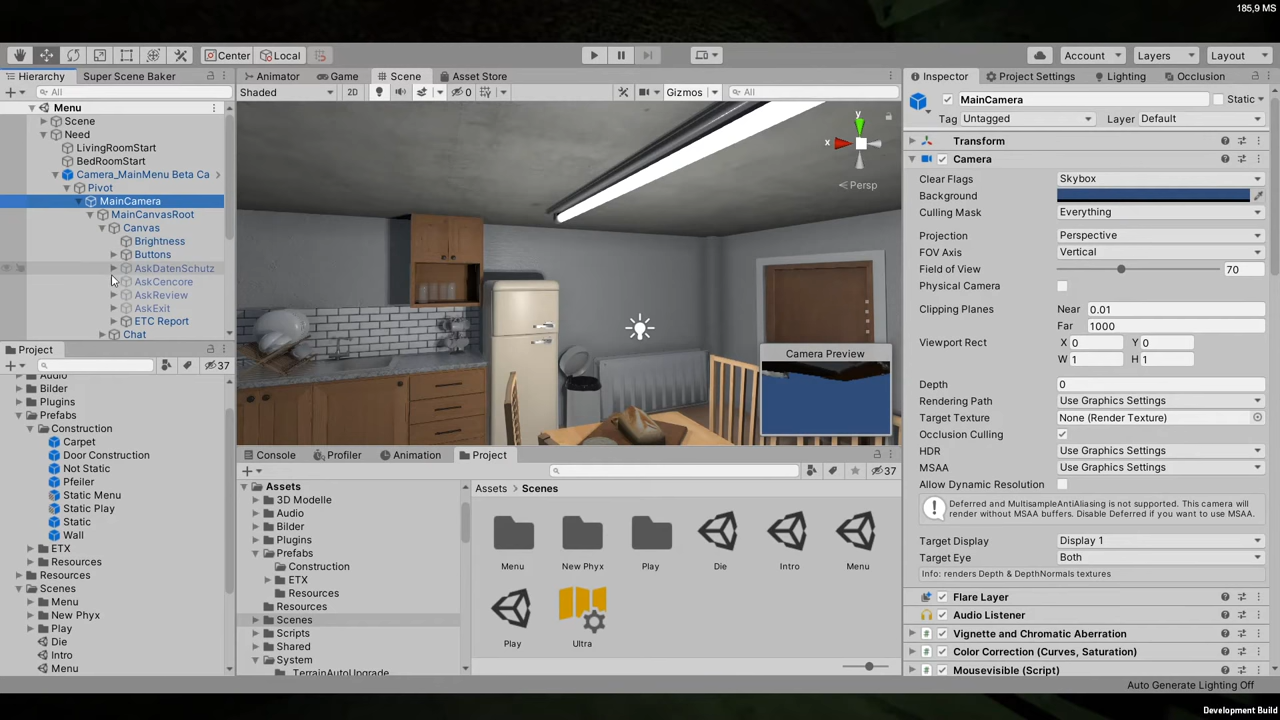 185,9 MS
Center Local
Account Layers Layout
Hierarchy Super Scene Baker
All
Menu
Scene
Need
LivingRoomStart
BedRoomStart
Camera_MainMenu Beta Ca
Pivot
MainCamera
MainCanvasRoot
Canvas
Brightness
Buttons
AskDatenSchutz
AskCencore
AskReview
AskExit
ETC Report
Chat
Project
37
Audio
Bilder
Plugins
Prefabs
Construction
Carpet
Door Construction
Not Static
Pfeiler
Static Menu
Static Play
Static
Wall
ETX
Resources
Resources
Scenes
Menu
New Phyx
Play
Die
Intro
Menu
Animator Game Scene Asset Store
Shaded 2D 0 Gizmos All
y
x
Persp
Camera Preview
Console Profiler Animation Project
37
Assets
3D Modelle
Audio
Bilder
Plugins
Prefabs
Construction
ETX
Resources
Resources
Scenes
Scripts
Shared
System
_TerrainAutoUpgrade
Assets Scenes
Menu New Phyx Play Die Intro Menu
Play Ultra
Inspector Project Settings Lighting Occlusion
MainCamera Static
Tag Untagged Layer Default
Transform
Camera
Clear Flags Skybox
Background
Culling Mask Everything
Projection Perspective
FOV Axis Vertical
Field of View 70
Physical Camera
Clipping Planes Near 0.01
Far 1000
Viewport Rect X 0 Y 0
W 1 H 1
Depth 0
Rendering Path Use Graphics Settings
Target Texture None (Render Texture)
Occlusion Culling
HDR Use Graphics Settings
MSAA Use Graphics Settings
Allow Dynamic Resolution
Deferred and MultisampleAntiAliasing is not supported. This camera will
render without MSAA buffers. Disable Deferred if you want to use MSAA.
Target Display Display 1
Target Eye Both
Info: renders Depth & DepthNormals textures
Flare Layer
Audio Listener
Vignette and Chromatic Aberration
Color Correction (Curves, Saturation)
Mousevisible (Script)
Auto Generate Lighting Off
Development Build